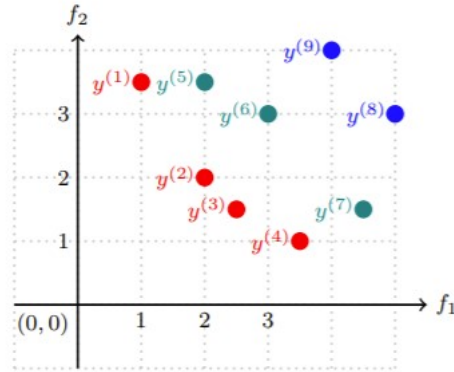 f₂
y⁽⁹⁾
y⁽¹⁾ y⁽⁵⁾
3 y⁽⁶⁾ y⁽⁸⁾
2 y⁽²⁾
y⁽³⁾ y⁽⁷⁾
1 y⁽⁴⁾
f₁
(0,0) 1 2 3